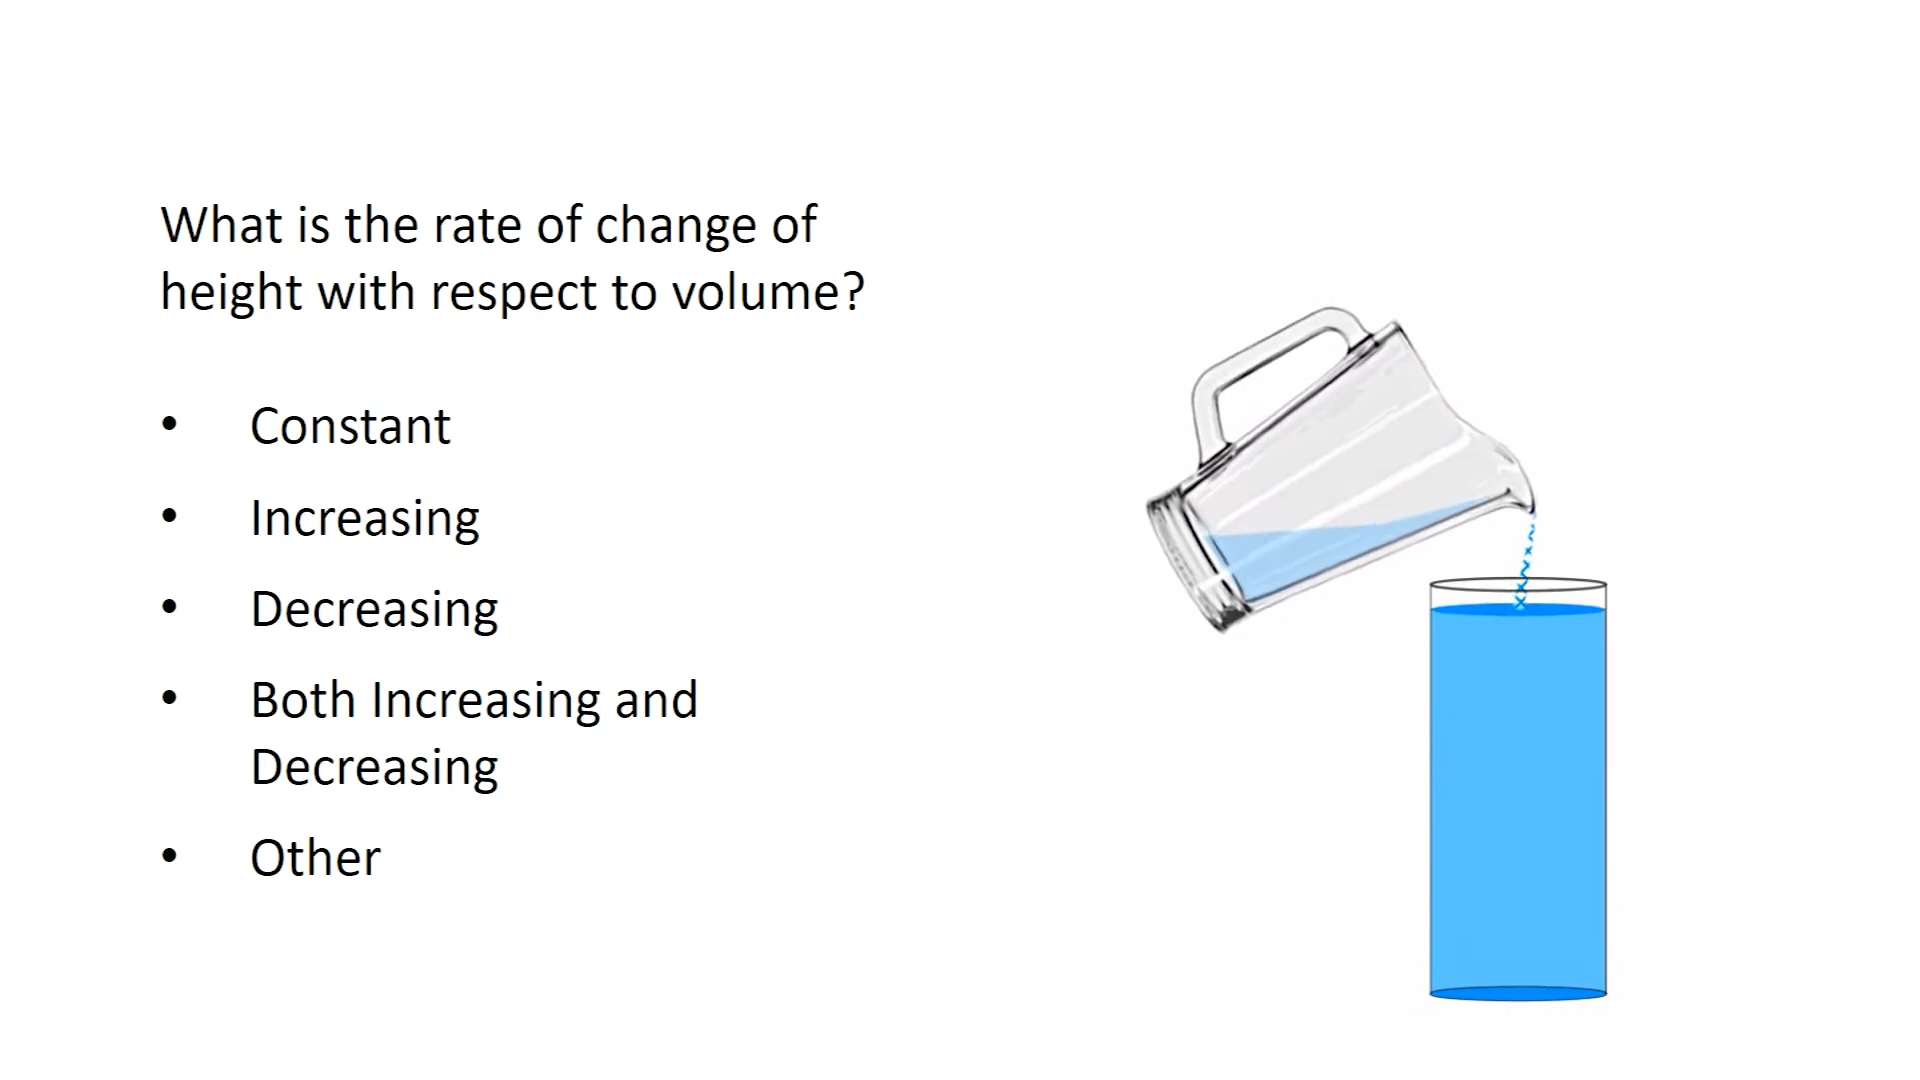 What is the rate of change of
height with respect to volume?
• Constant
• Increasing
• Decreasing
• Both Increasing and
Decreasing
• Other